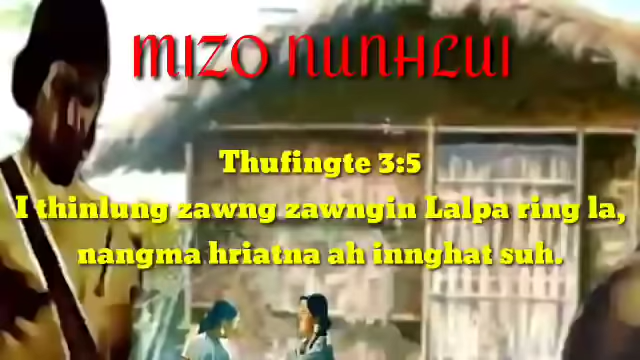 MIZO NUNHLUI
Thufingte 3:5
I thinlung zawng zawngin Lalpa ring la,
nangma hriatna ah innghat suh.